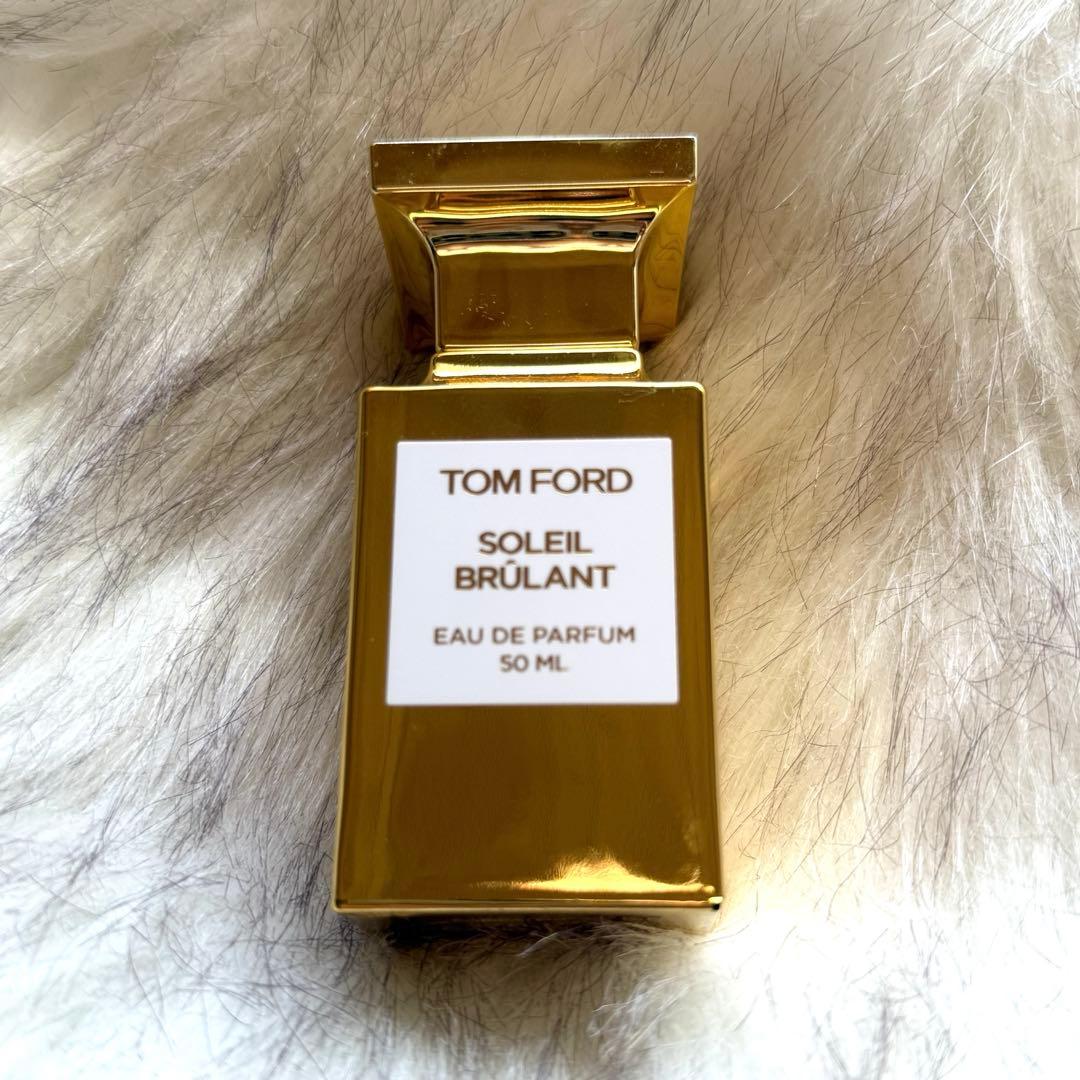 TOM FORD
SOLEIL
BRÛLANT
EAU DE PARFUM
50 ML